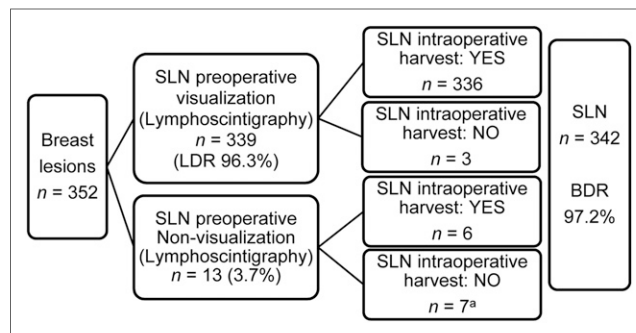 Breast
lesions
n = 352
SLN preoperative
visualization
(Lymphoscintigraphy)
n = 339
(LDR 96.3%)
SLN preoperative
Non-visualization
(Lymphoscintigraphy)
n = 13 (3.7%)
SLN intraoperative
harvest: YES
n = 336
SLN intraoperative
harvest: NO
n = 3
SLN intraoperative
harvest: YES
n = 6
SLN intraoperative
harvest: NO
n = 7ᵃ
SLN
n = 342
BDR
97.2%